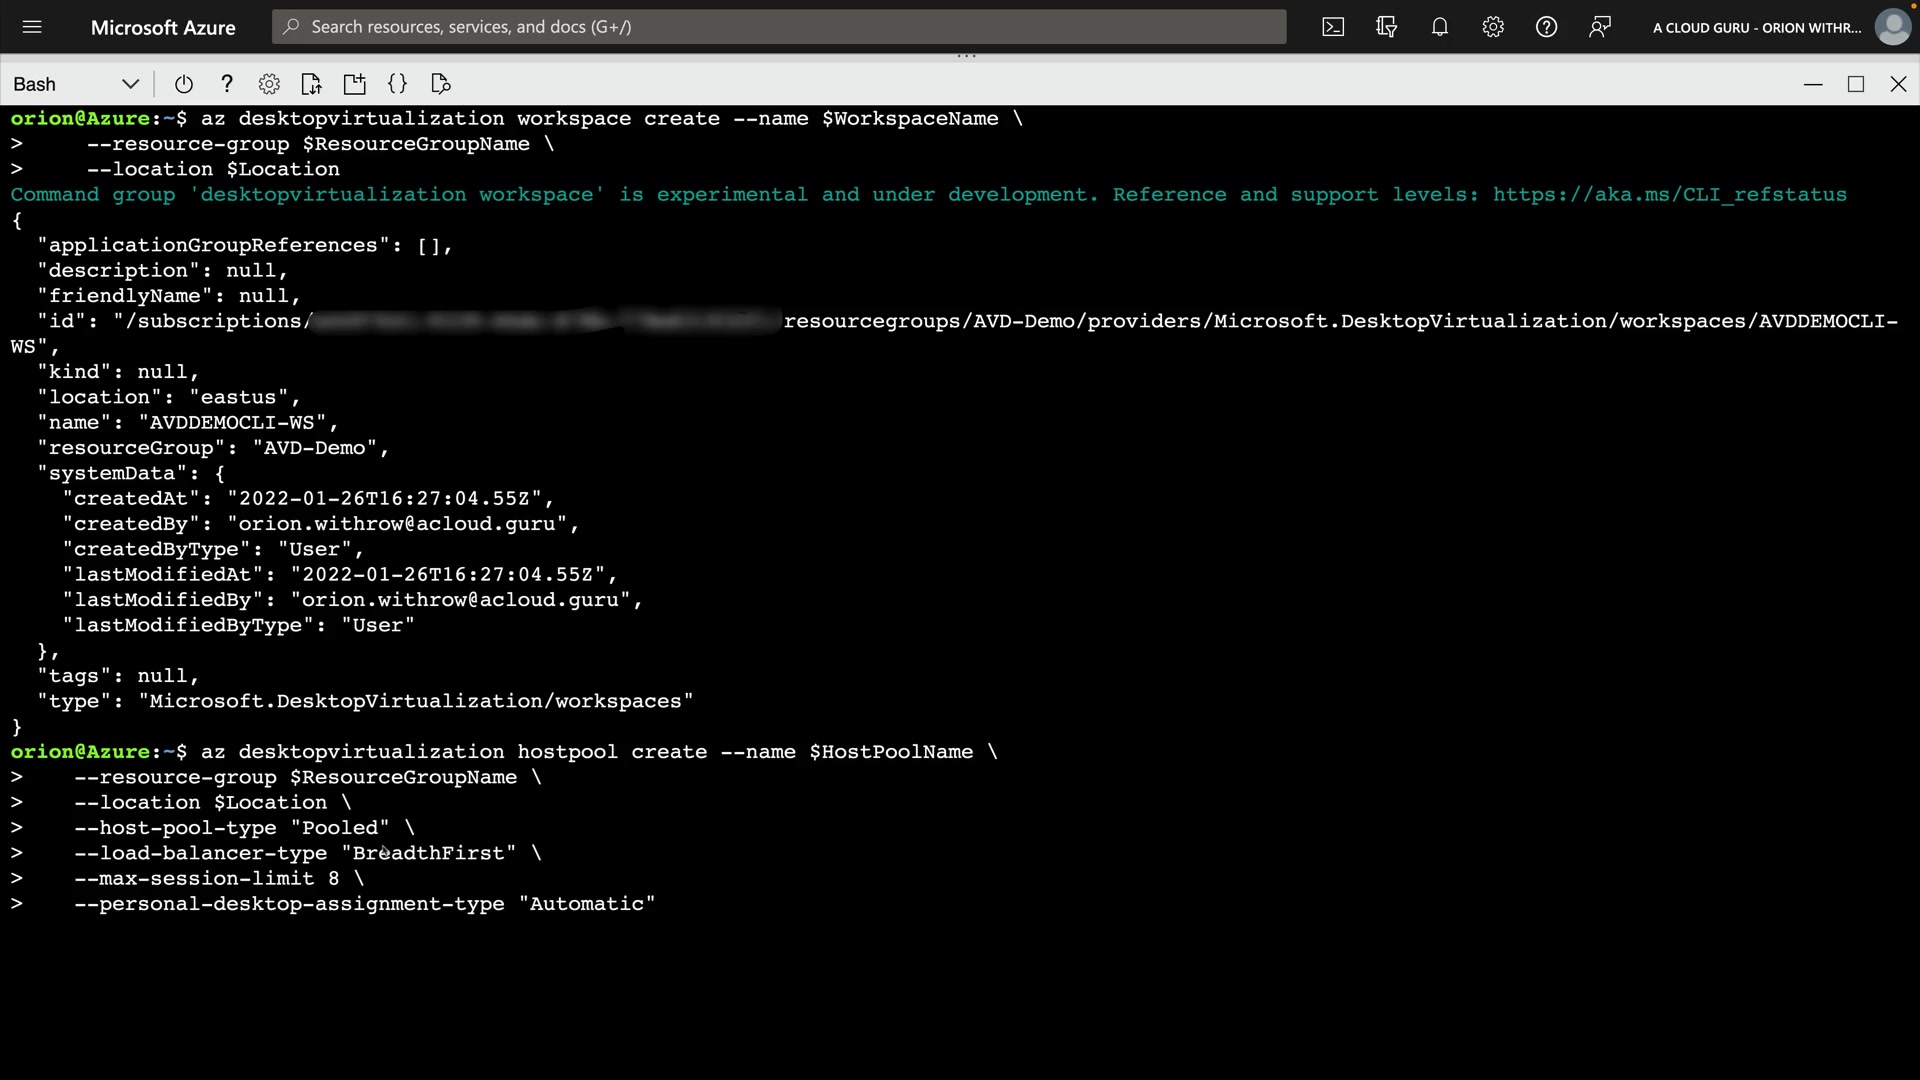 Microsoft Azure
Search resources, services, and docs (G+/)
A CLOUD GURU - ORION WITHR...
Bash
orion@Azure:~$ az desktopvirtualization workspace create --name $WorkspaceName \
>     --resource-group $ResourceGroupName \
>     --location $Location
Command group 'desktopvirtualization workspace' is experimental and under development. Reference and support levels: https://aka.ms/CLI_refstatus
{
  "applicationGroupReferences": [],
  "description": null,
  "friendlyName": null,
  "id": "/subscriptions/ resourcegroups/AVD-Demo/providers/Microsoft.DesktopVirtualization/workspaces/AVDDEMOCLI-
WS",
  "kind": null,
  "location": "eastus",
  "name": "AVDDEMOCLI-WS",
  "resourceGroup": "AVD-Demo",
  "systemData": {
    "createdAt": "2022-01-26T16:27:04.55Z",
    "createdBy": "orion.withrow@acloud.guru",
    "createdByType": "User",
    "lastModifiedAt": "2022-01-26T16:27:04.55Z",
    "lastModifiedBy": "orion.withrow@acloud.guru",
    "lastModifiedByType": "User"
  },
  "tags": null,
  "type": "Microsoft.DesktopVirtualization/workspaces"
}
orion@Azure:~$ az desktopvirtualization hostpool create --name $HostPoolName \
>    --resource-group $ResourceGroupName \
>    --location $Location \
>    --host-pool-type "Pooled" \
>    --load-balancer-type "BreadthFirst" \
>    --max-session-limit 8 \
>    --personal-desktop-assignment-type "Automatic"